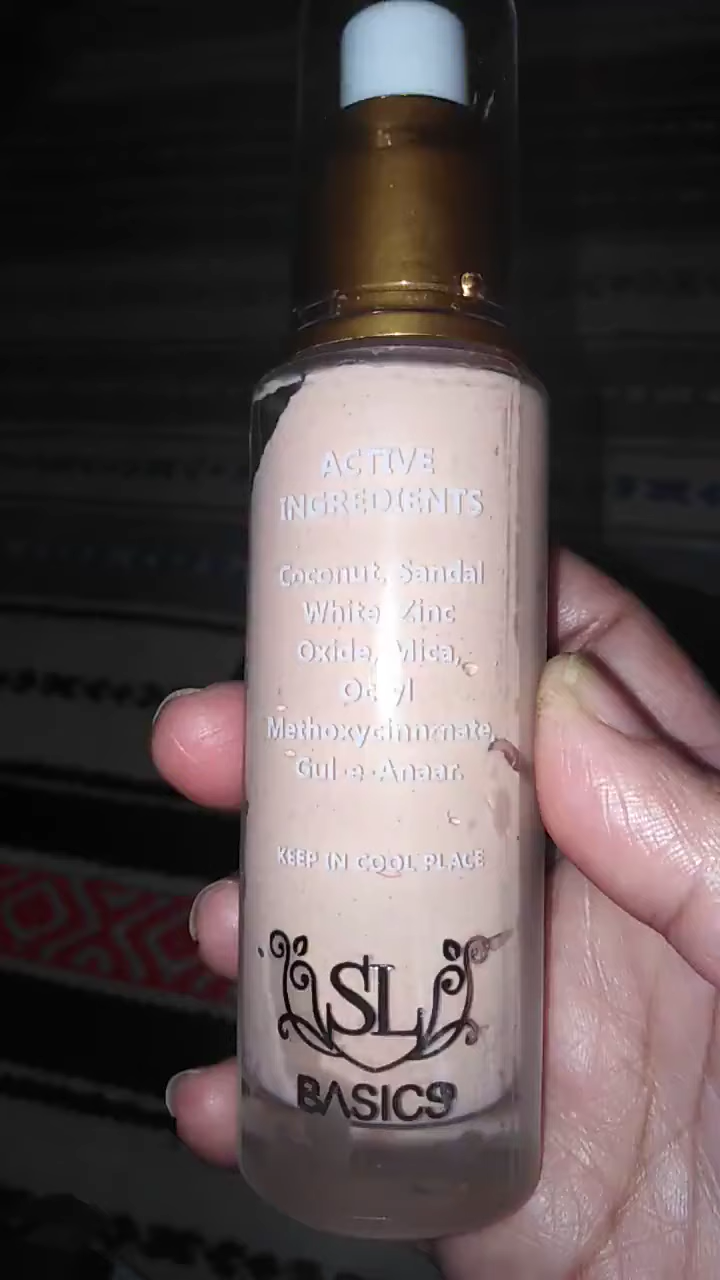 ACTIVE
INGREDIENTS
Coconut, Sandal
White, Zinc
Oxide, Mica,
Octyl
Methoxycinnmate,
Gul-e-Anaar.
KEEP IN COOL PLACE
SL
BASICS